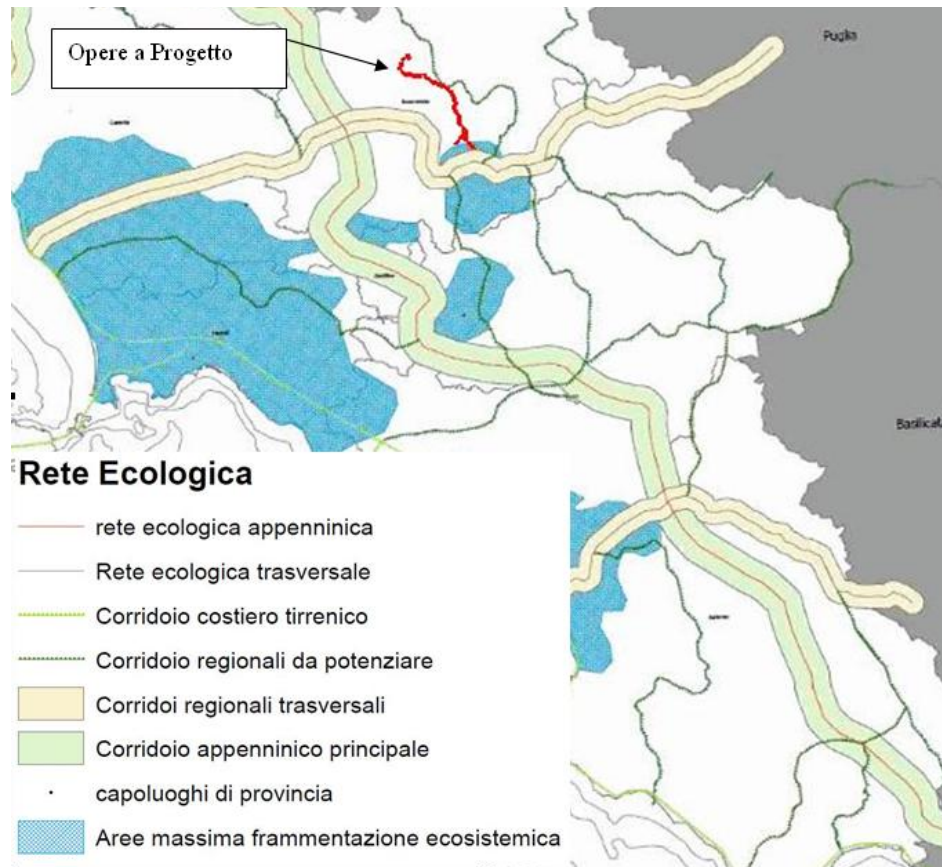 Opere a Progetto
Puglia
Basilicat
Rete Ecologica
rete ecologica appenninica
Rete ecologica trasversale
Corridoio costiero tirrenico
Corridoio regionali da potenziare
Corridoi regionali trasversali
Corridoio appenninico principale
capoluoghi di provincia
Aree massima frammentazione ecosistemica